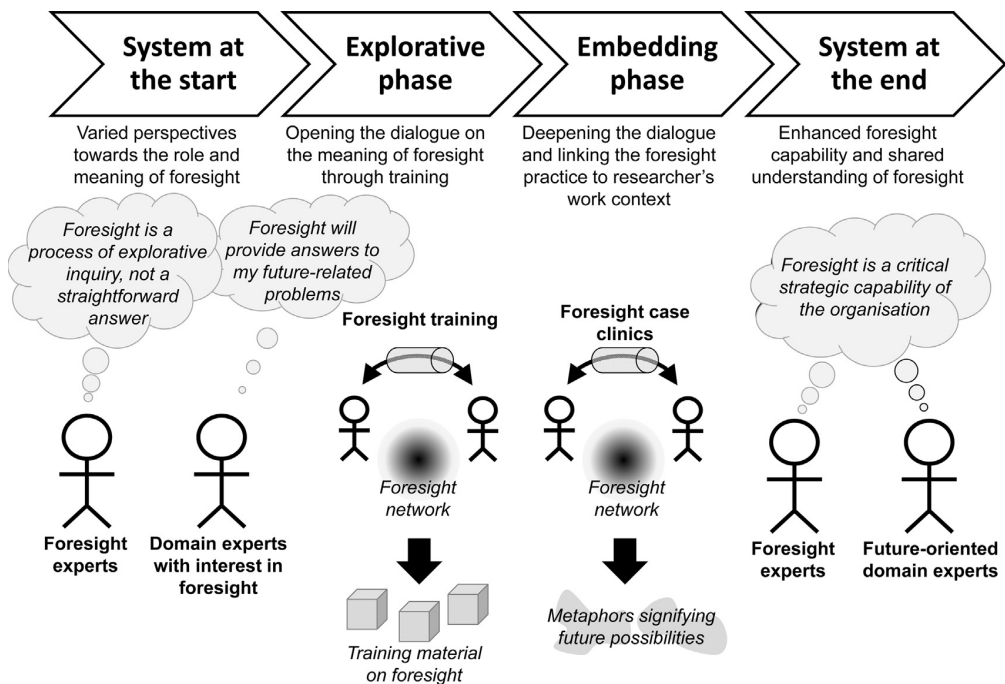 System at
the start
Explorative
phase
Embedding
phase
System at
the end
Varied perspectives
towards the role and
meaning of foresight
Opening the dialogue on
the meaning of foresight
through training
Deepening the dialogue
and linking the foresight
practice to researcher's
work context
Enhanced foresight
capability and shared
understanding of foresight
Foresight is a
process of explorative
inquiry, not a
straightforward
answer
Foresight will
provide answers to
my future-related
problems
Foresight training
Foresight case
clinics
Foresight is a critical
strategic capability of
the organisation
Foresight
network
Foresight
network
Foresight
experts
Domain experts
with interest in
foresight
Foresight
experts
Future-oriented
domain experts
Training material
on foresight
Metaphors signifying
future possibilities